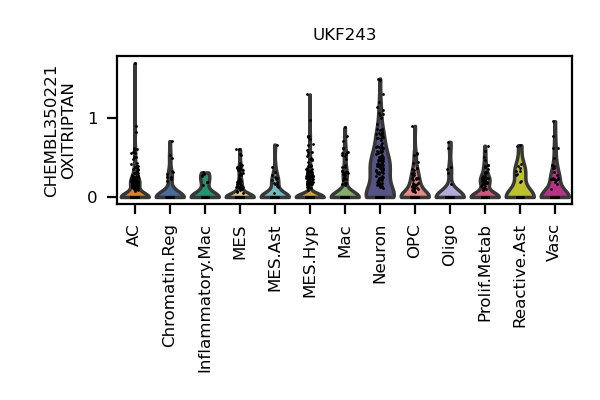 UKF243
CHEMBL350221
OXITRIPTAN
1
0
AC
Chromatin.Reg
Inflammatory.Mac
MES
MES.Ast
MES.Hyp
Mac
Neuron
OPC
Oligo
Prolif.Metab
Reactive.Ast
Vasc